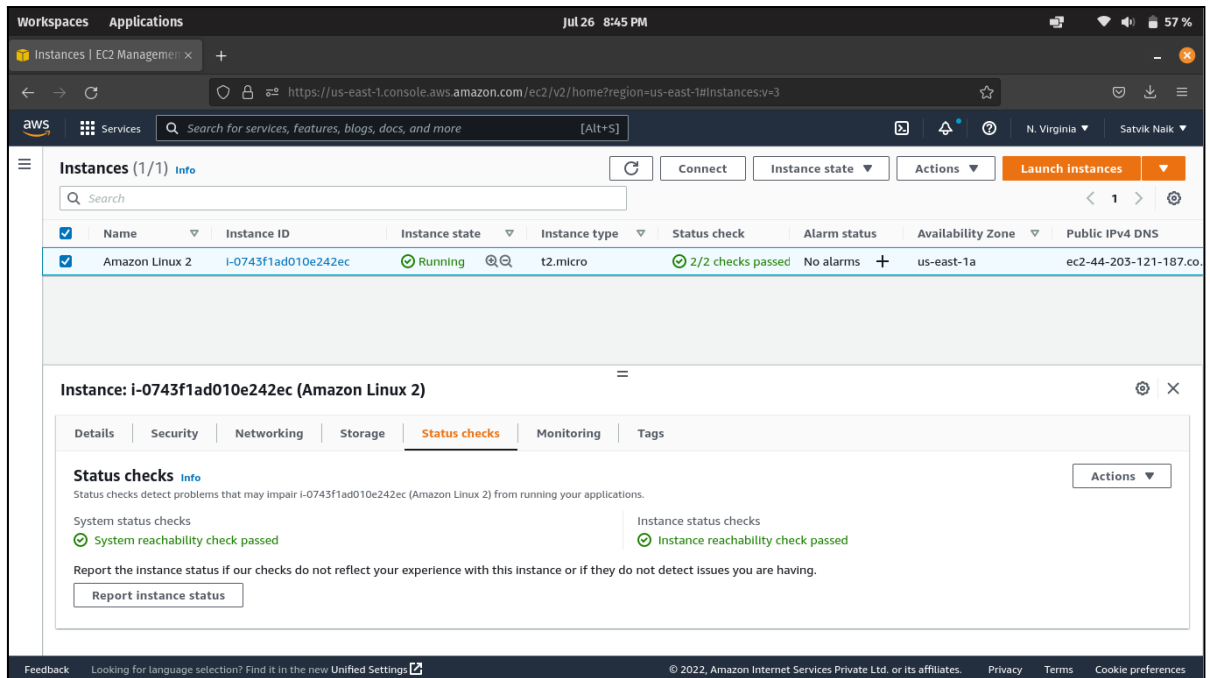 Workspaces Applications Jul 26 8:45 PM 57 %
Instances | EC2 Managemen × +
https://us-east-1.console.aws.amazon.com/ec2/v2/home?region=us-east-1#Instances:v=3
aws Services Search for services, features, blogs, docs, and more [Alt+S] N. Virginia ▼ Satvik Naik ▼
Instances (1/1) Info Connect Instance state ▼ Actions ▼ Launch instances ▼
Search < 1 >
Name Instance ID Instance state Instance type Status check Alarm status Availability Zone Public IPv4 DNS
Amazon Linux 2 i-0743f1ad010e242ec Running t2.micro 2/2 checks passed No alarms + us-east-1a ec2-44-203-121-187.co.
Instance: i-0743f1ad010e242ec (Amazon Linux 2)
Details Security Networking Storage Status checks Monitoring Tags
Status checks Info Actions ▼
Status checks detect problems that may impair i-0743f1ad010e242ec (Amazon Linux 2) from running your applications.
System status checks Instance status checks
System reachability check passed Instance reachability check passed
Report the instance status if our checks do not reflect your experience with this instance or if they do not detect issues you are having.
Report instance status
Feedback Looking for language selection? Find it in the new Unified Settings © 2022, Amazon Internet Services Private Ltd. or its affiliates. Privacy Terms Cookie preferences